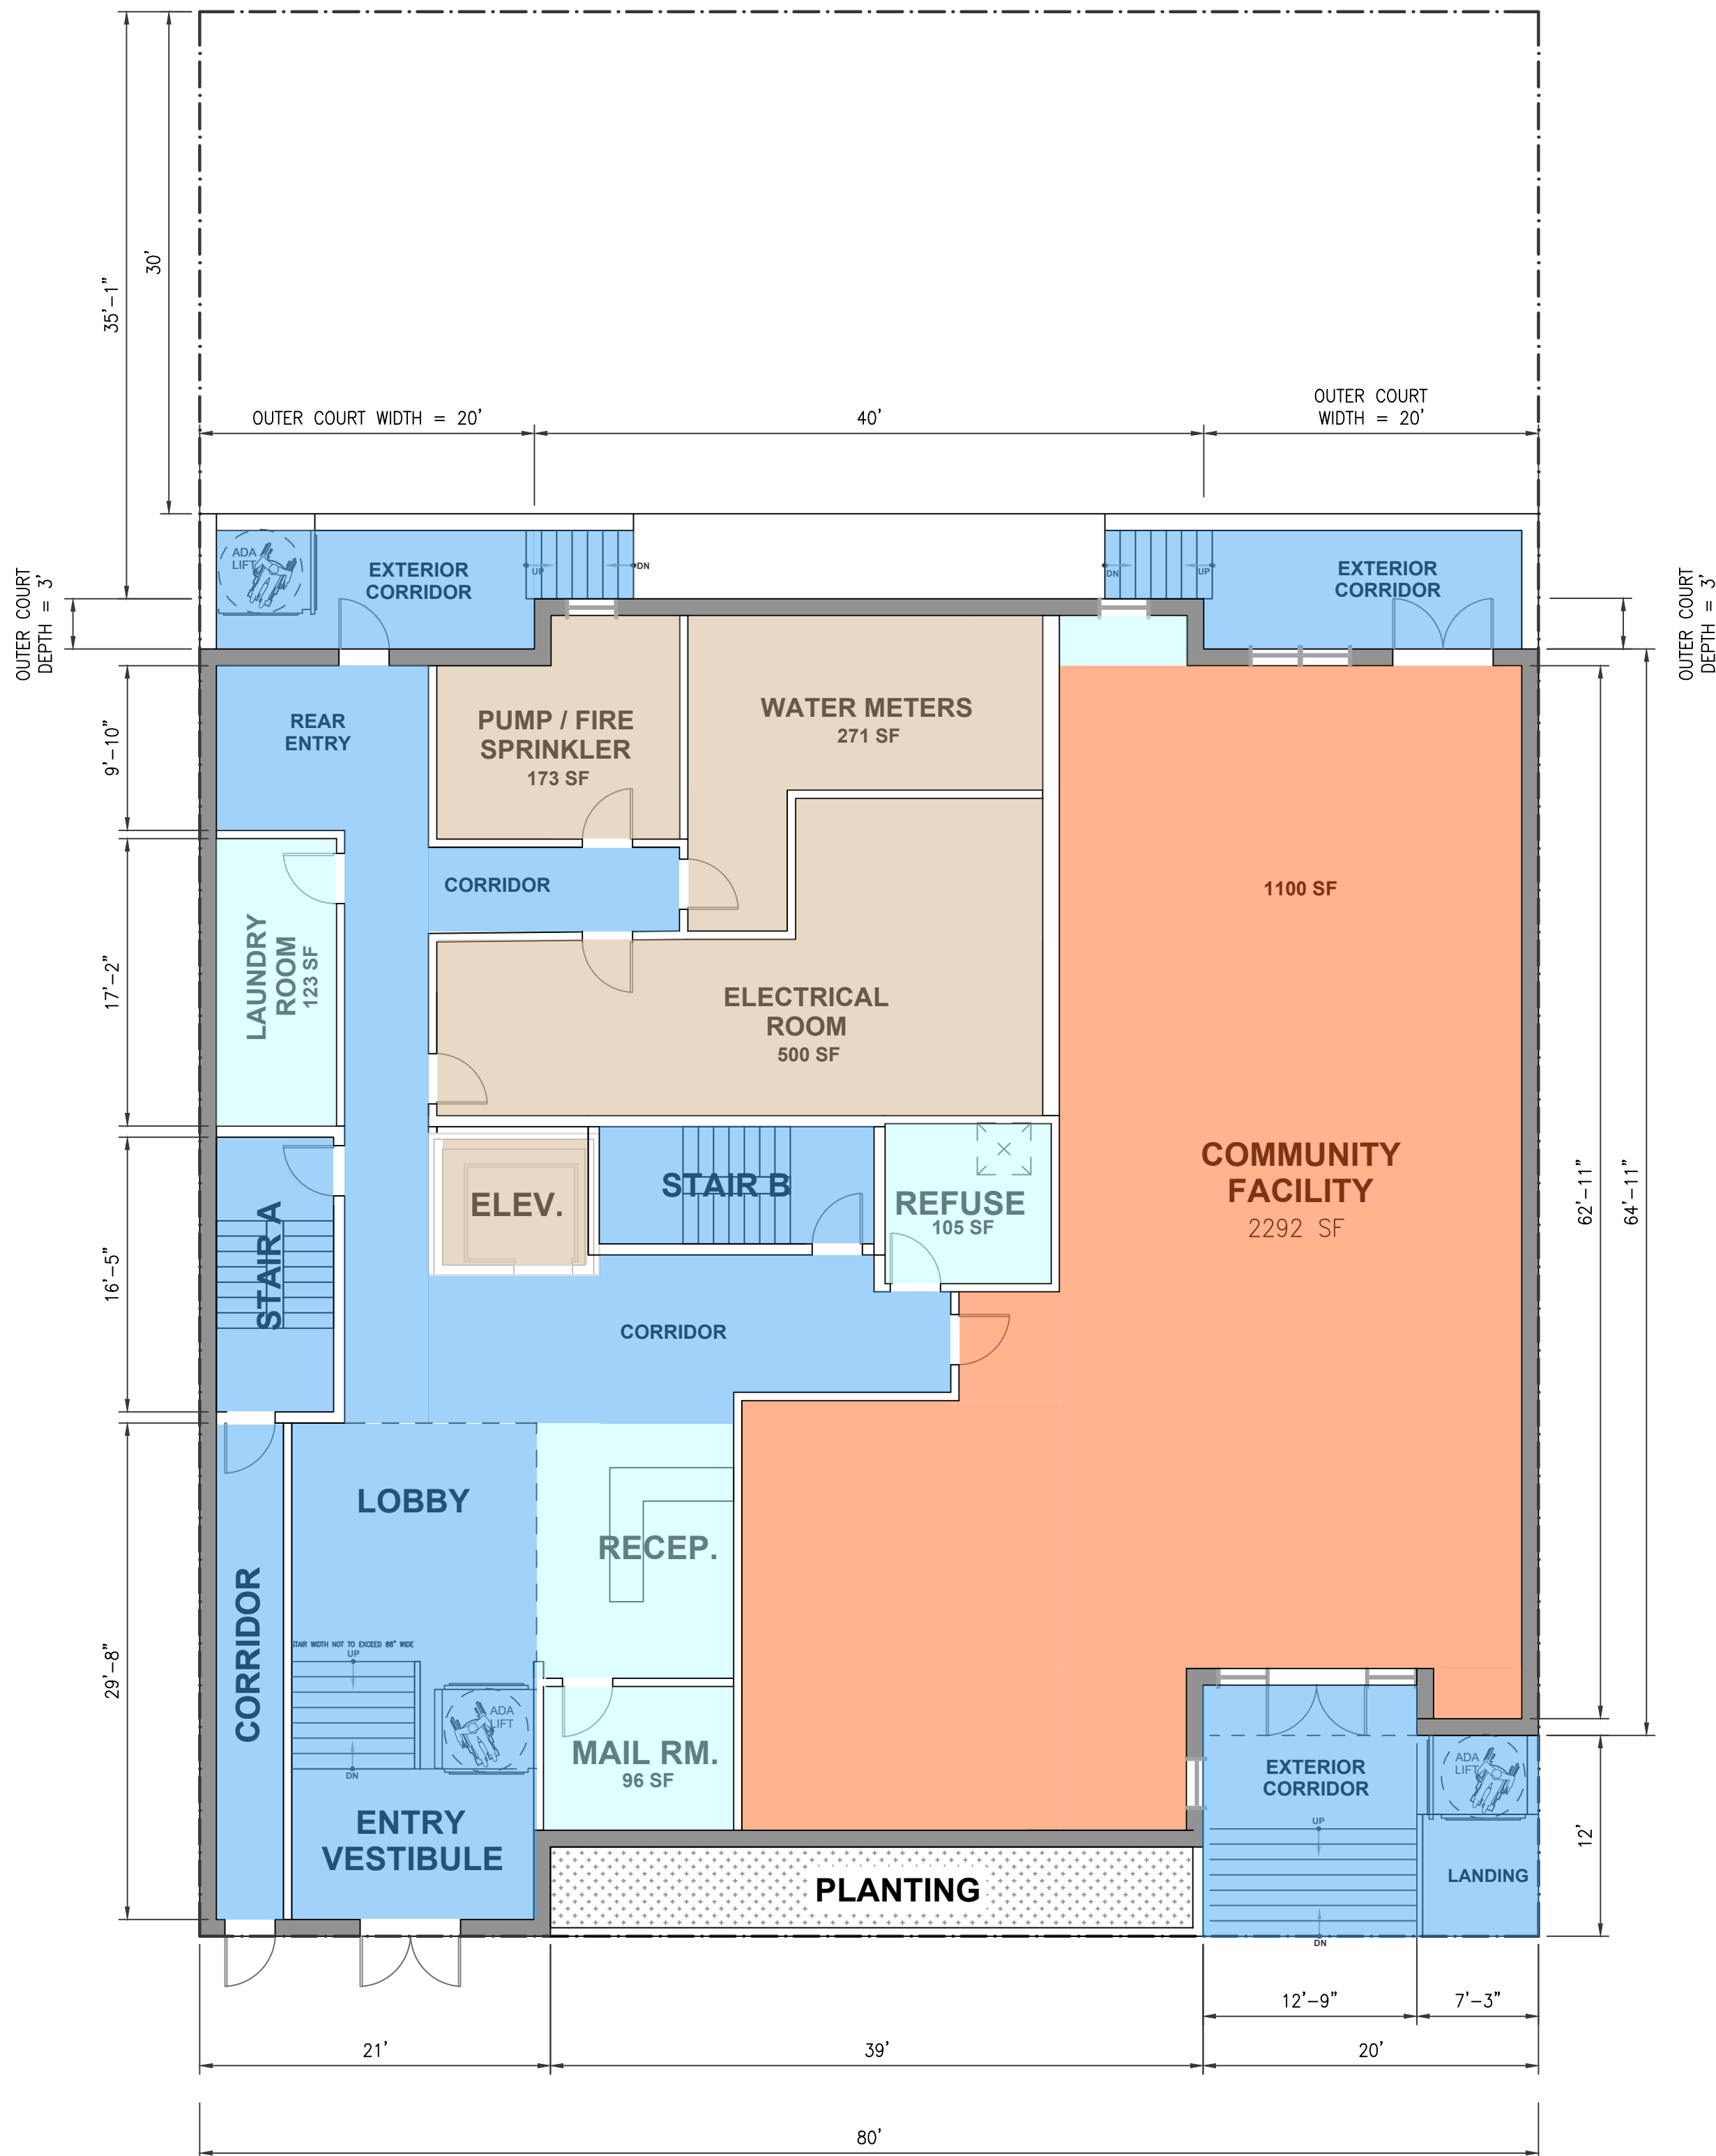 35'-1"
30'
OUTER COURT WIDTH = 20'
40'
OUTER COURT
WIDTH = 20'
OUTER COURT
DEPTH = 3'
ADA
LIFT
EXTERIOR
CORRIDOR
UP
DN
DN
UP
EXTERIOR
CORRIDOR
OUTER COURT
DEPTH = 3'
9'-10"
REAR
ENTRY
PUMP / FIRE
SPRINKLER
173 SF
WATER METERS
271 SF
CORRIDOR
1100 SF
17'-2"
LAUNDRY
ROOM
123 SF
ELECTRICAL
ROOM
500 SF
16'-5"
STAIR A
ELEV.
STAIR B
REFUSE
105 SF
COMMUNITY
FACILITY
2292 SF
62'-11"
64'-11"
CORRIDOR
LOBBY
RECEP.
29'-8"
CORRIDOR
STAIR WIDTH NOT TO EXCEED 88" WIDE
UP
ADA
LIFT
DN
MAIL RM.
96 SF
ENTRY
VESTIBULE
EXTERIOR
CORRIDOR
ADA
LIFT
UP
12'
LANDING
PLANTING
DN
12'-9"
7'-3"
21'
39'
20'
80'